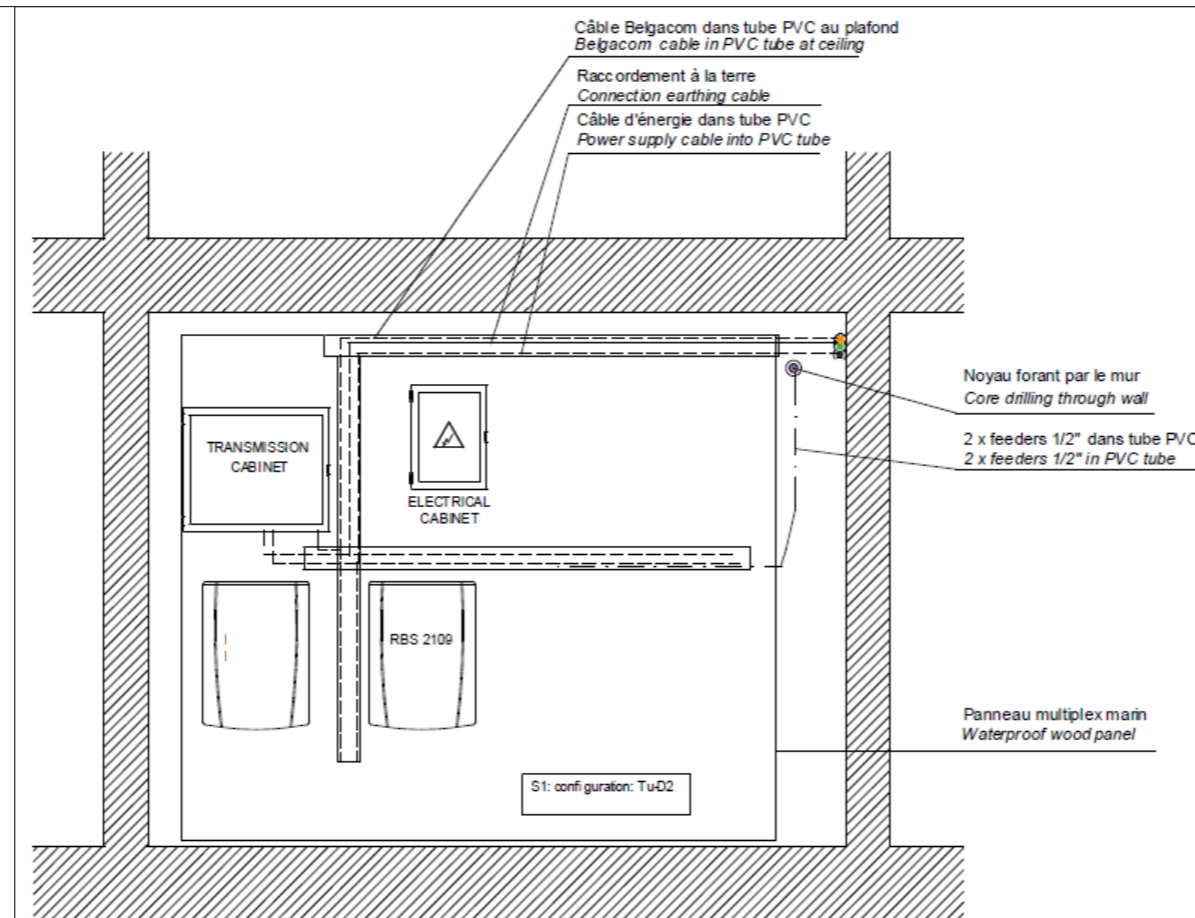 Câble Belgacom dans tube PVC au plafond
Belgacom cable in PVC tube at ceiling
Raccordement à la terre
Connection earthing cable
Câble d'énergie dans tube PVC
Power supply cable into PVC tube
Noyau forant par le mur
Core drilling through wall
2 x feeders 1/2" dans tube PVC
2 x feeders 1/2" in PVC tube
TRANSMISSION
CABINET
ELECTRICAL
CABINET
RBS 2109
Panneau multiplex marin
Waterproof wood panel
S1: configuration: Tu-D2